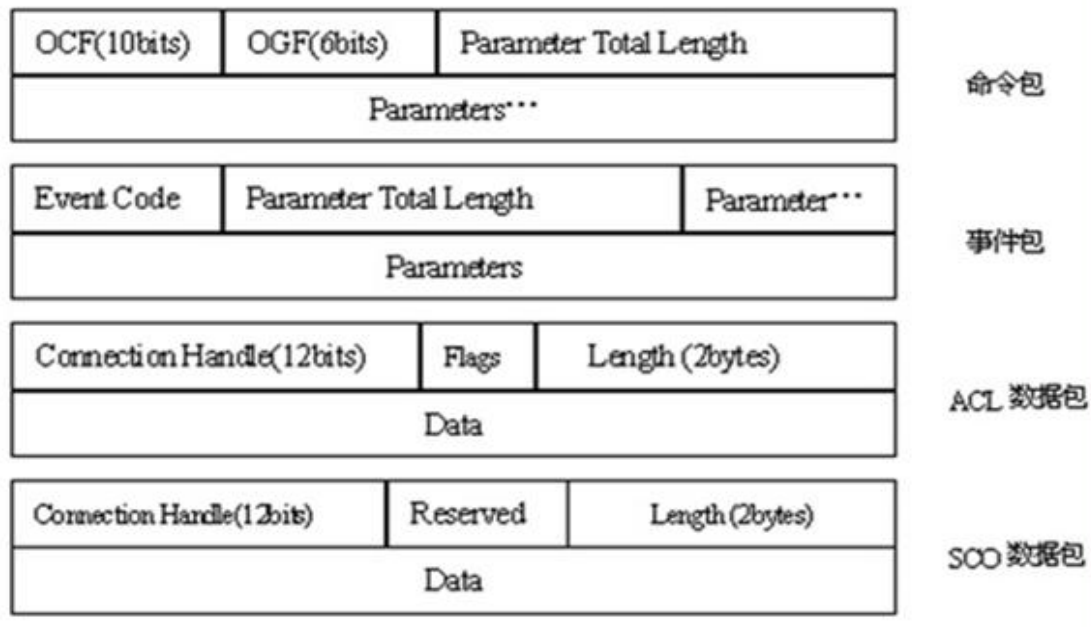 OCF(10bits) OGF(6bits) Parameter Total Length
命令包
Parameters…
Event Code Parameter Total Length Parameter…
事件包
Parameters
Connection Handle(12bits) Flags Length (2bytes)
ACL 数据包
Data
Connection Handle(12bits) Reserved Length (2bytes)
SCO 数据包
Data